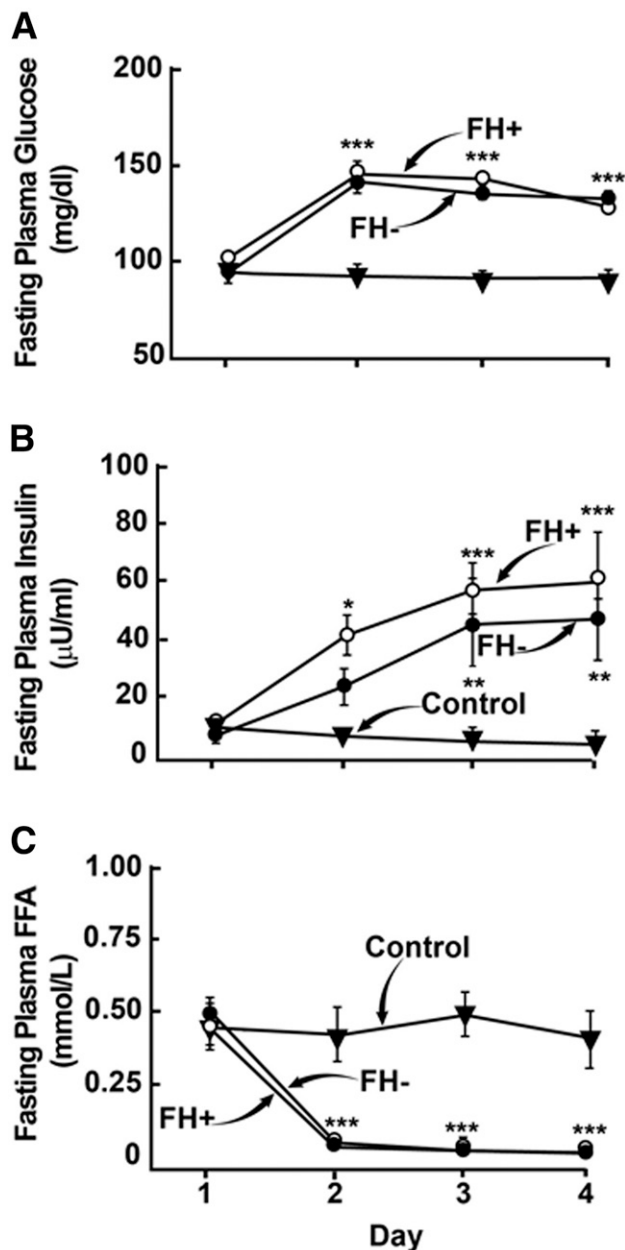 A
Fasting Plasma Glucose
(mg/dl)
200
150
100
50
***
FH+
***
***
FH-
B
Fasting Plasma Insulin
(μU/ml)
100
80
60
40
20
0
*
***
FH+
***
FH-
**
**
Control
C
Fasting Plasma FFA
(mmol/L)
1.00
0.75
0.50
0.25
0
Control
FH-
FH+
***
***
***
1 2 3 4
Day